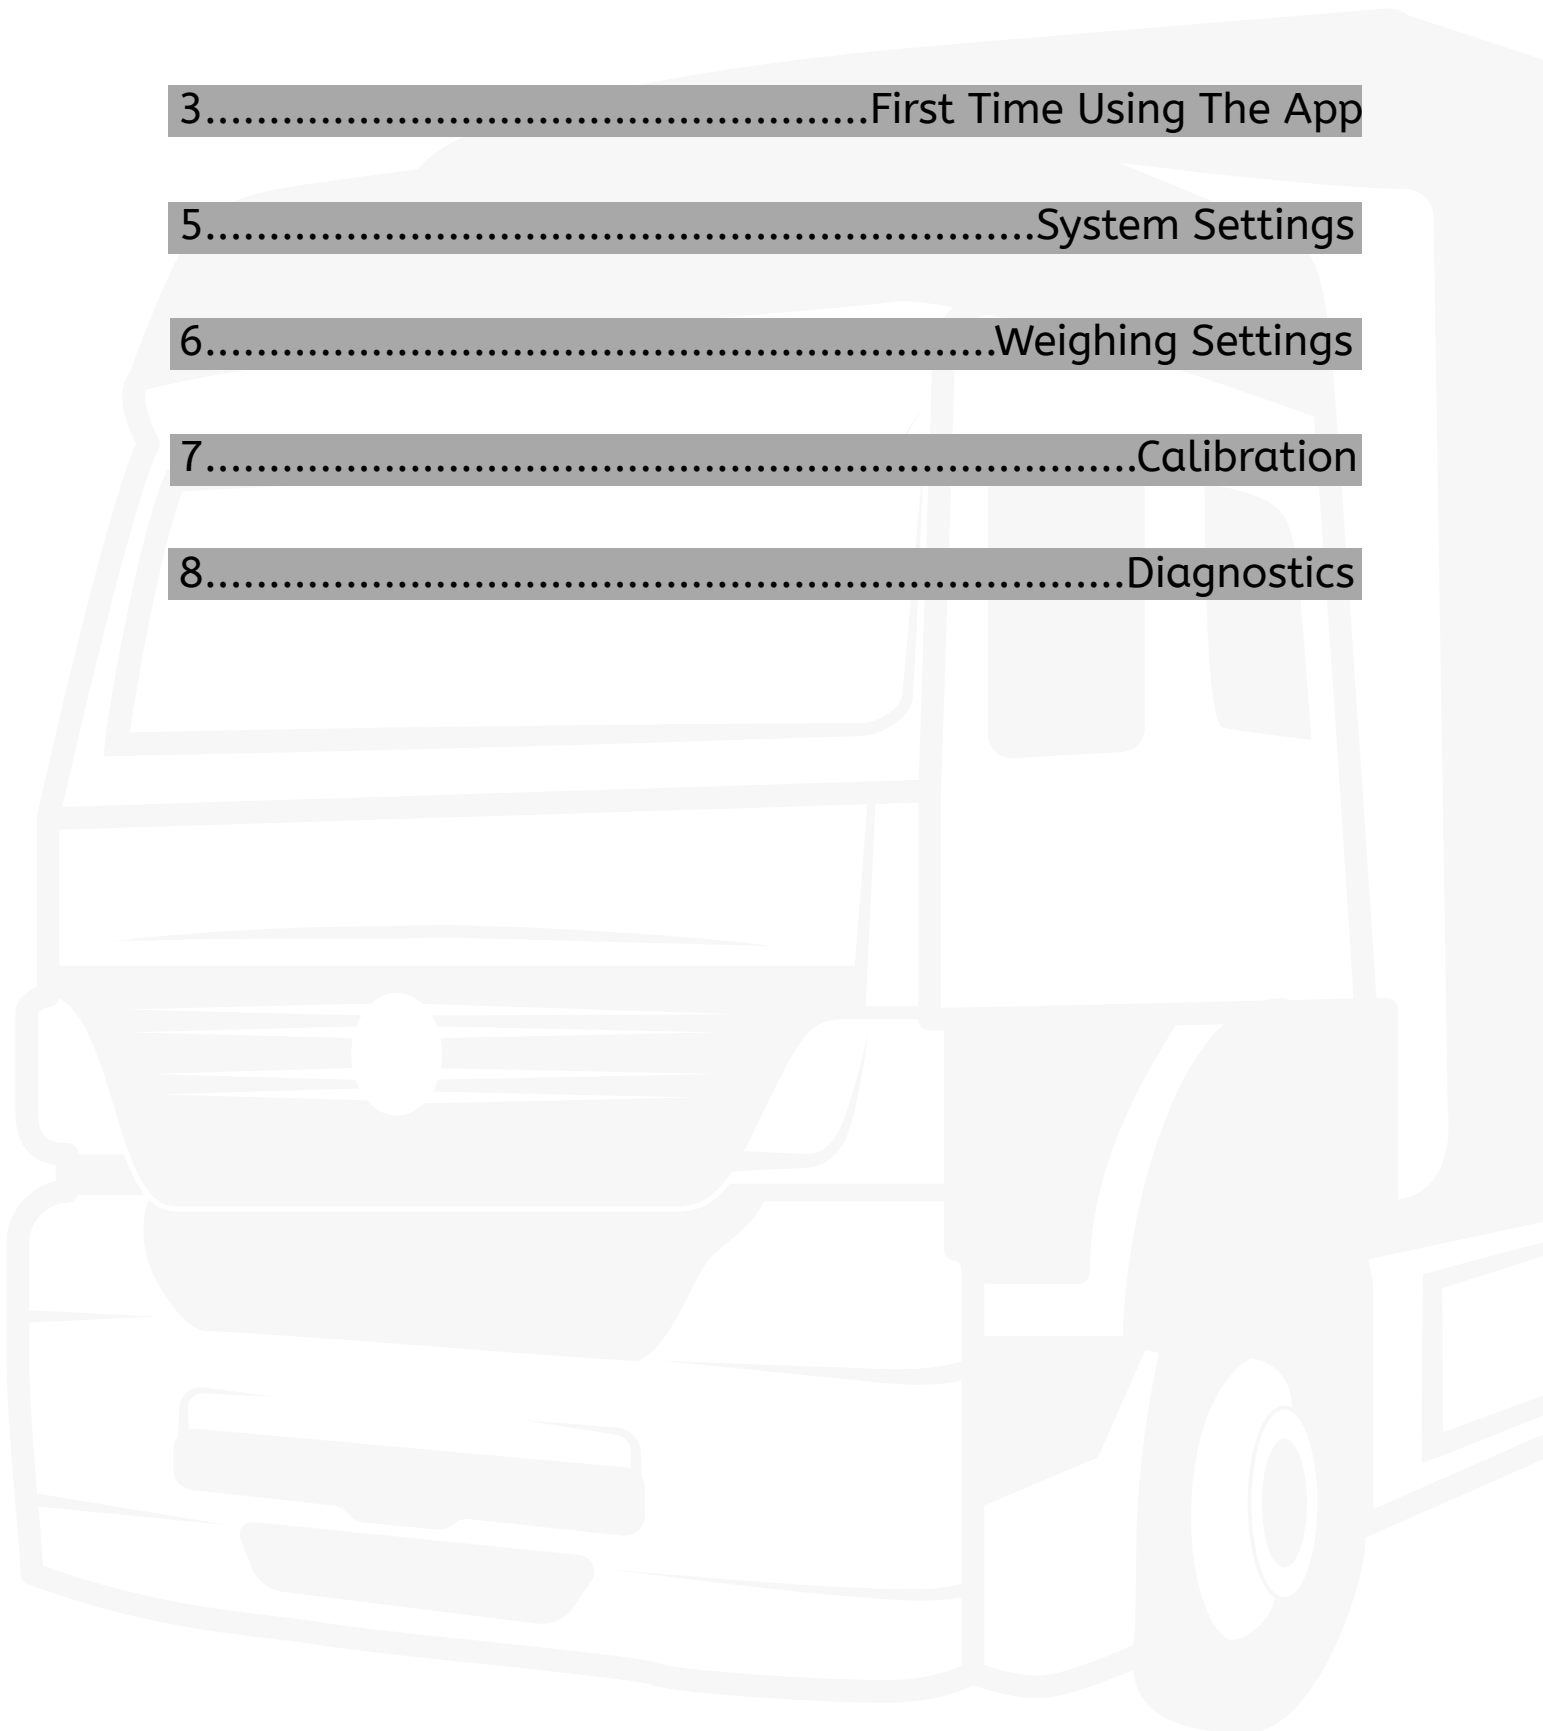 3....................................................First Time Using The App
5.................................................................System Settings
6..............................................................Weighing Settings
7.........................................................................Calibration
8........................................................................Diagnostics